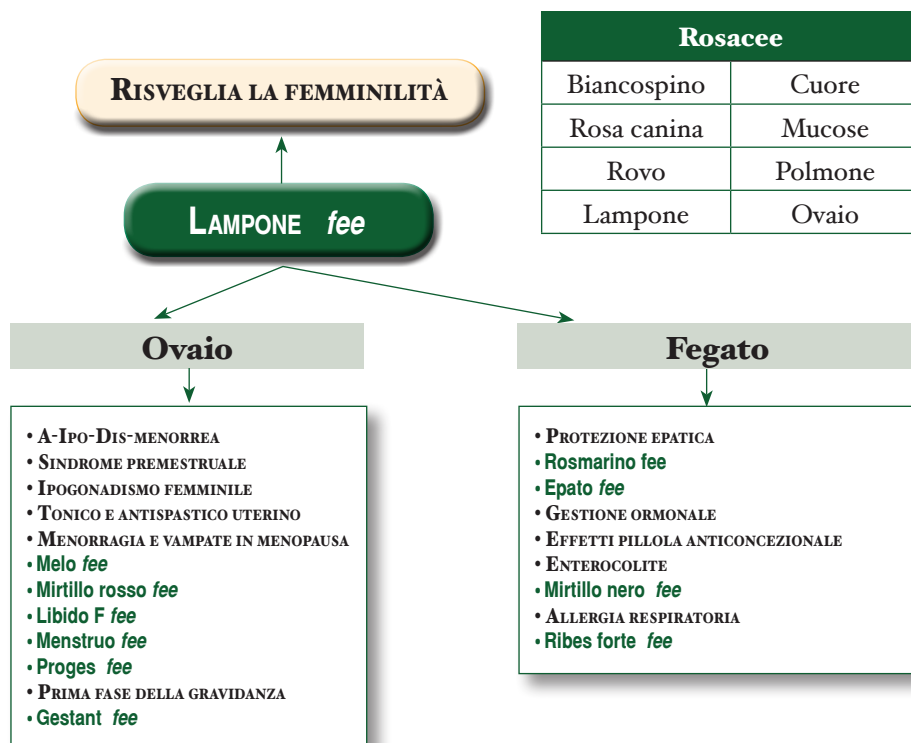 Risveglia la femminilità
Lampone fee
Rosacee
Biancospino Cuore
Rosa canina Mucose
Rovo Polmone
Lampone Ovaio
Ovaio
• A-Ipo-Dis-menorrea
• Sindrome premestruale
• Ipogonadismo femminile
• Tonico e antispastico uterino
• Menorragia e vampate in menopausa
• Melo fee
• Mirtillo rosso fee
• Libido F fee
• Menstruo fee
• Proges fee
• Prima fase della gravidanza
• Gestant fee
Fegato
• Protezione epatica
• Rosmarino fee
• Epato fee
• Gestione ormonale
• Effetti pillola anticoncezionale
• Enterocolite
• Mirtillo nero fee
• Allergia respiratoria
• Ribes forte fee